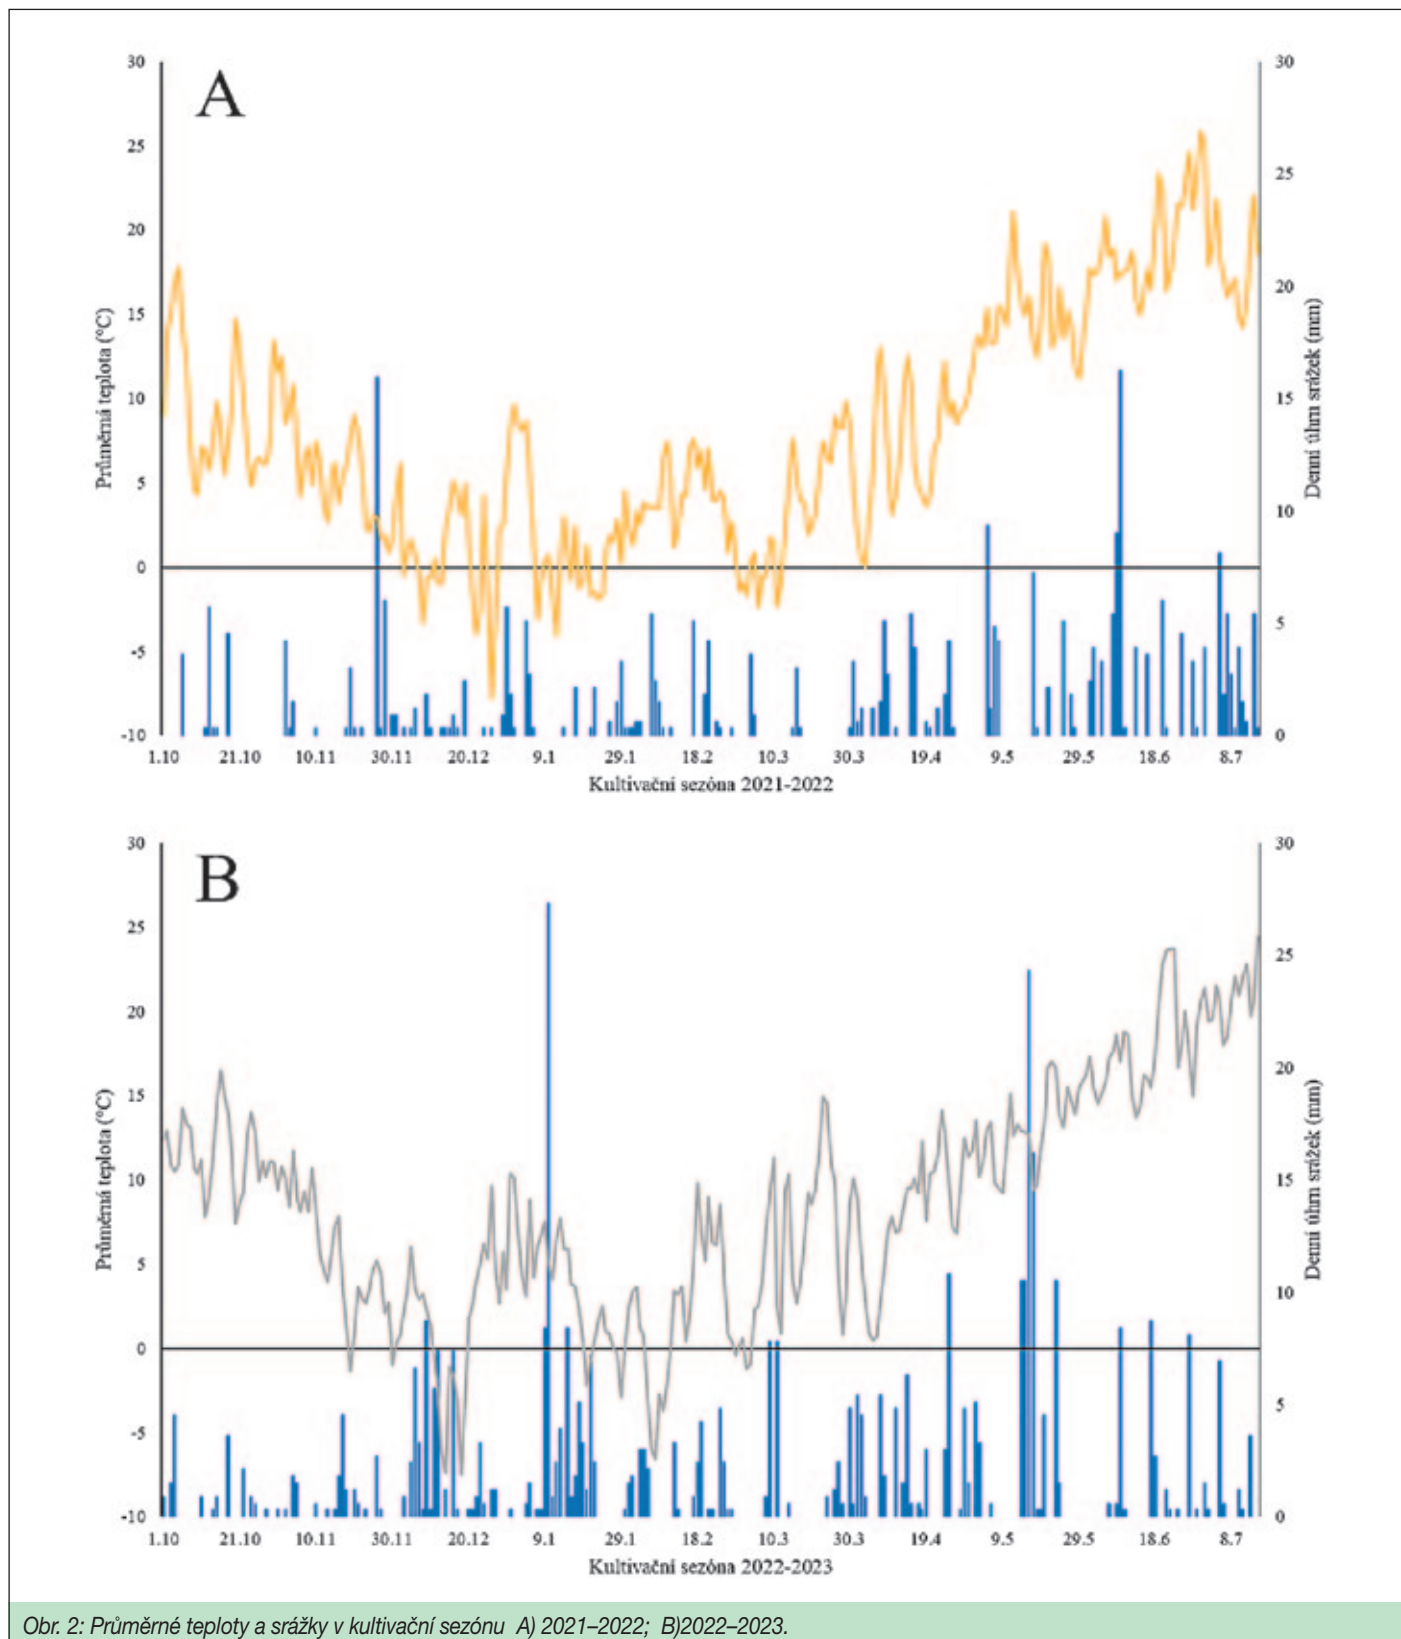 A
30
25
20
15
10
5
0
-5
-10
Průměrná teplota (°C)
30
25
20
15
10
5
0
Denní úhrn srážek (mm)
1.10 21.10 10.11 30.11 20.12 9.1 29.1 18.2 10.3 30.3 19.4 9.5 29.5 18.6 8.7
Kultivační sezóna 2021-2022
B
30
25
20
15
10
5
0
-5
-10
Průměrná teplota (°C)
30
25
20
15
10
5
0
Denní úhrn srážek (mm)
1.10 21.10 10.11 30.11 20.12 9.1 29.1 18.2 10.3 30.3 19.4 9.5 29.5 18.6 8.7
Kultivační sezóna 2022-2023
Obr. 2: Průměrné teploty a srážky v kultivační sezónu A) 2021–2022; B)2022–2023.